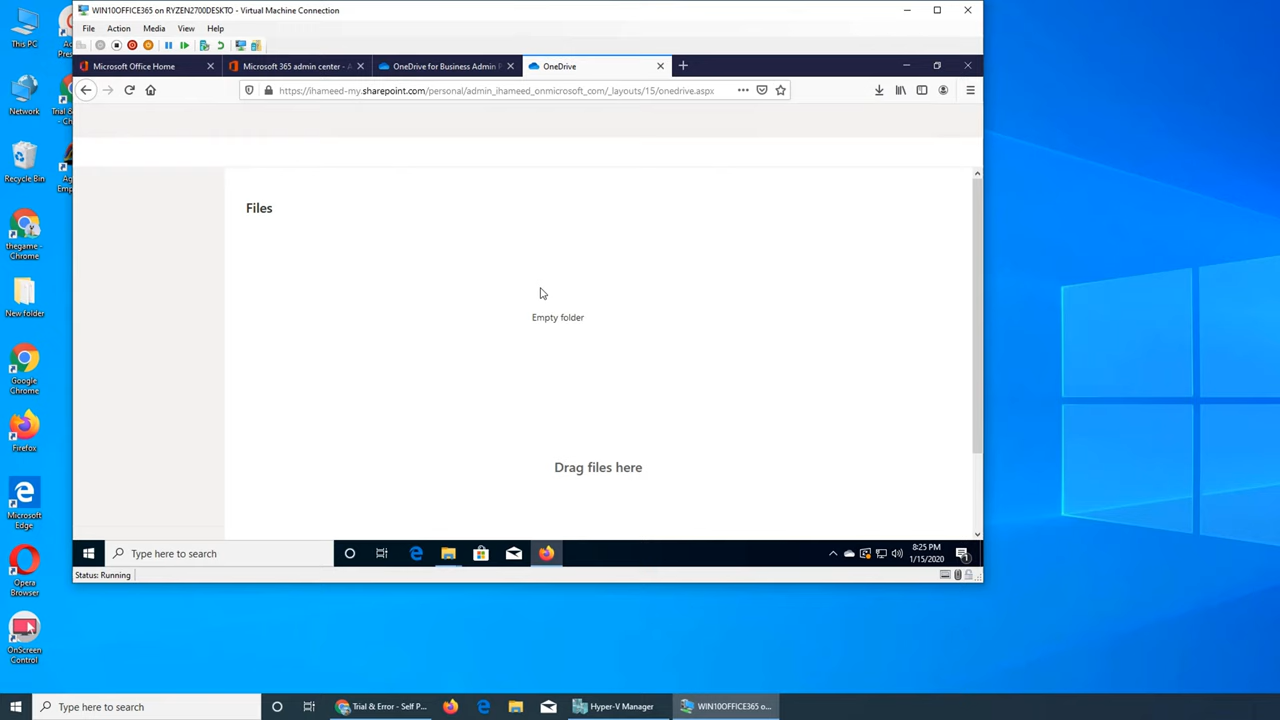 WIN10OFFICE365 on RYZEN2700DESKTO - Virtual Machine Connection
File Action Media View Help
Microsoft Office Home
Microsoft 365 admin center - A
OneDrive for Business Admin P
OneDrive
https://ihameed-my.sharepoint.com/personal/admin_ihameed_onmicrosoft_com/_layouts/15/onedrive.aspx
Files
Empty folder
Drag files here
Type here to search
8:25 PM
1/15/2020
Status: Running
This PC
Network
Recycle Bin
thegame -
Chrome
New folder
Google
Chrome
Firefox
Microsoft
Edge
Opera
Browser
OnScreen
Control
Type here to search
Trial & Error - Self P...
Hyper-V Manager
WIN10OFFICE365 o...